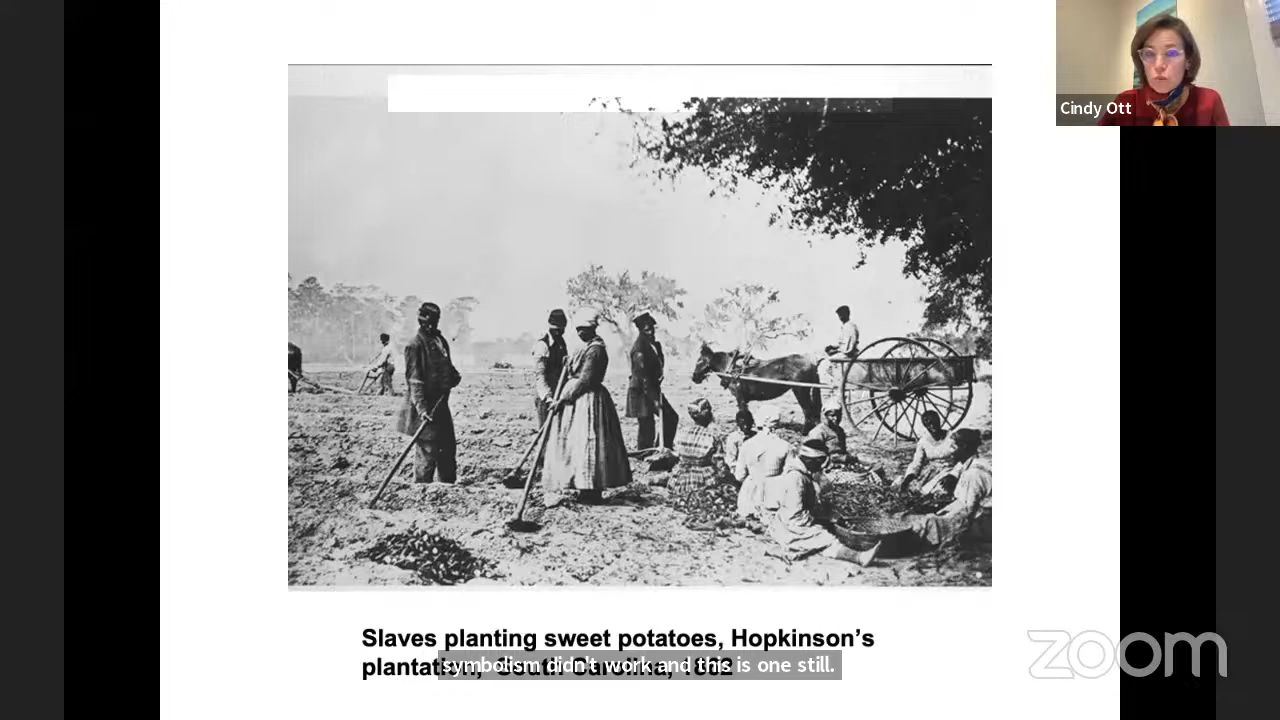 Cindy Ott
Slaves planting sweet potatoes, Hopkinson's
plantation, South Carolina, 1862
symbolism didn't work and this is one still.
zoom